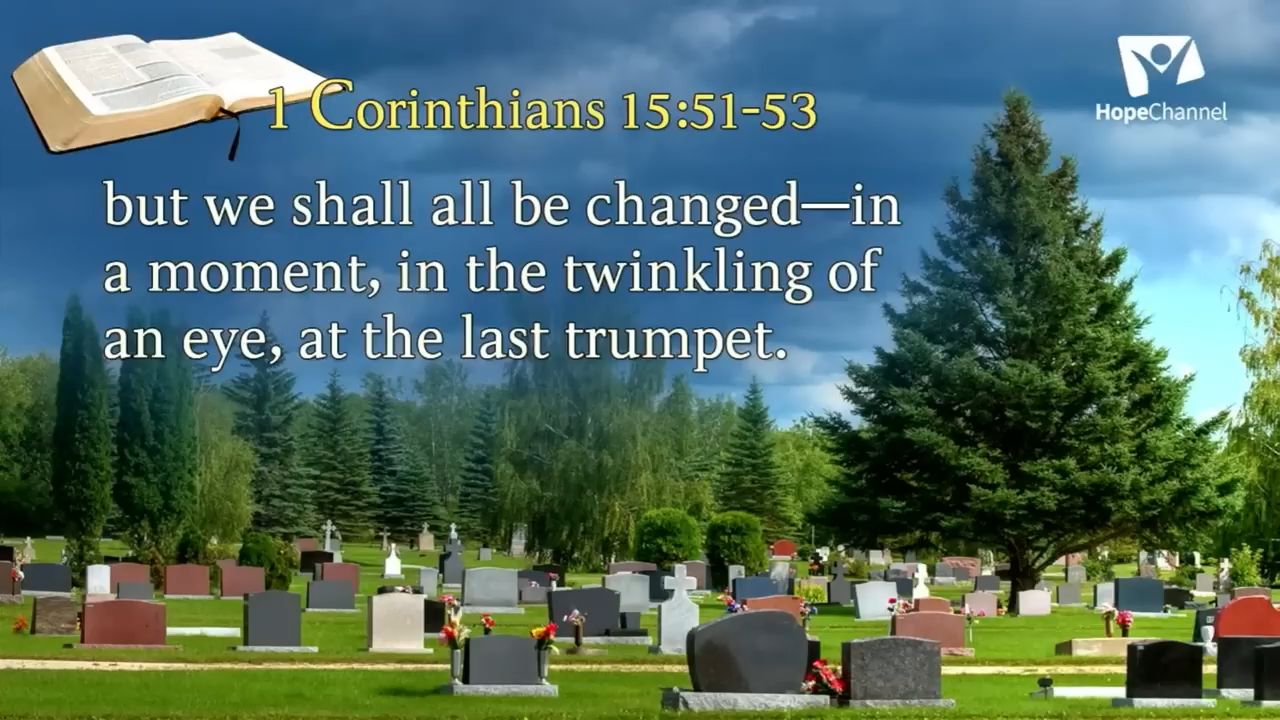 1 Corinthians 15:51-53
HopeChannel
but we shall all be changed—in
a moment, in the twinkling of
an eye, at the last trumpet.